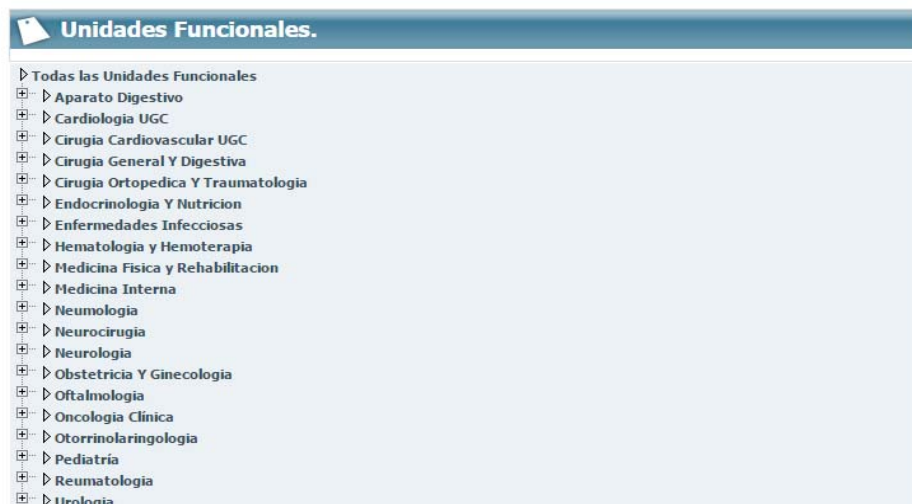 Unidades Funcionales.
Todas las Unidades Funcionales
Aparato Digestivo
Cardiologia UGC
Cirugia Cardiovascular UGC
Cirugia General Y Digestiva
Cirugia Ortopedica Y Traumatologia
Endocrinologia Y Nutricion
Enfermedades Infecciosas
Hematologia y Hemoterapia
Medicina Fisica y Rehabilitacion
Medicina Interna
Neumologia
Neurocirugia
Neurologia
Obstetricia Y Ginecologia
Oftalmologia
Oncologia Clínica
Otorrinolaringologia
Pediatría
Reumatologia
Urologia